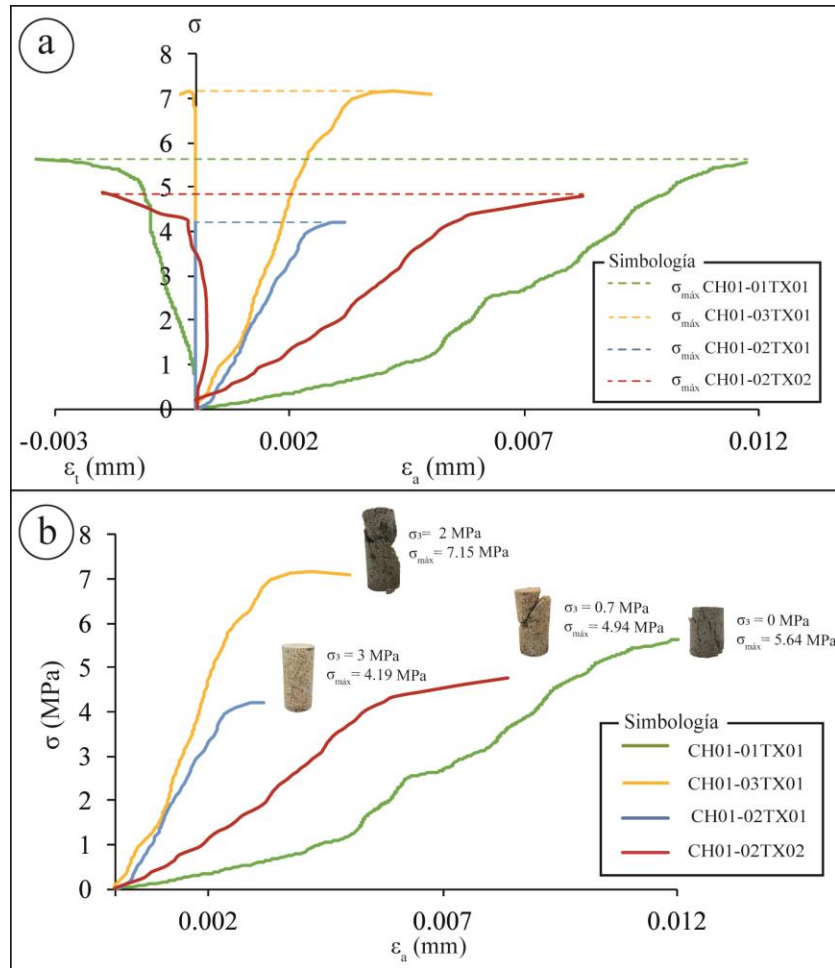 a
σ
8
7
6
5
4
3
2
1
0
-0.003
0.002
0.007
0.012
εt (mm)
εa (mm)
Simbología
σmáx CH01-01TX01
σmáx CH01-03TX01
σmáx CH01-02TX01
σmáx CH01-02TX02
b
8
7
6
5
4
3
2
1
0
σ (MPa)
σ3= 2 MPa
σmáx= 7.15 MPa
σ3 = 0.7 MPa
σmáx= 4.94 MPa
σ3 = 0 MPa
σmáx= 5.64 MPa
σ3 = 3 MPa
σmáx= 4.19 MPa
Simbología
CH01-01TX01
CH01-03TX01
CH01-02TX01
CH01-02TX02
0.002
0.007
0.012
εa (mm)